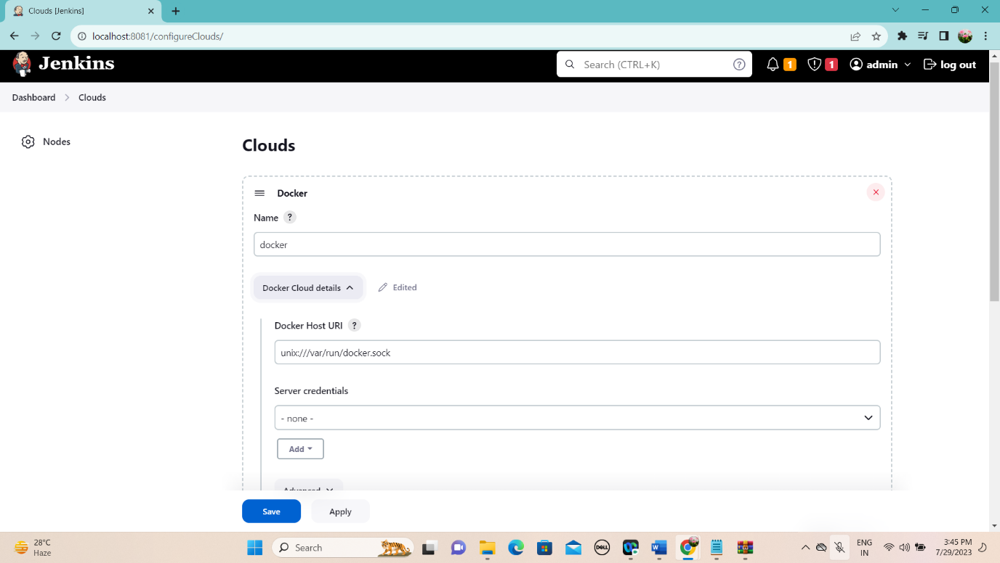 Clouds [Jenkins]
localhost:8081/configureClouds/
Jenkins
Search (CTRL+K)
?
1
1
admin
log out
Dashboard
Clouds
Nodes
Clouds
Docker
Name ?
docker
Docker Cloud details
Edited
Docker Host URI ?
unix:///var/run/docker.sock
Server credentials
- none -
Add
Advanced
Save
Apply
28°C
Haze
Search
DELL
W
ENG
IN
3:45 PM
7/29/2023